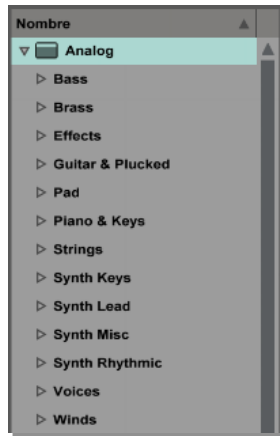 Nombre
Analog
Bass
Brass
Effects
Guitar & Plucked
Pad
Piano & Keys
Strings
Synth Keys
Synth Lead
Synth Misc
Synth Rhythmic
Voices
Winds